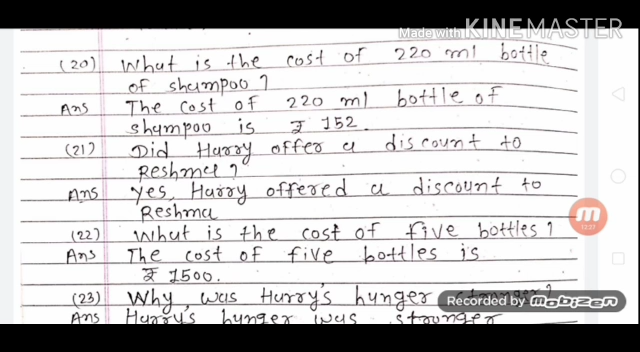 Made with KINEMASTER
(20) What is the cost of 220 ml bottle
of shampoo?
Ans The cost of 220 ml bottle of
shampoo is ₹ 152.
(21) Did Harry offer a discount to
Reshma?
Ans Yes, Harry offered a discount to
Reshma
(22) What is the cost of five bottles?
Ans The cost of five bottles is
₹ 1500.
13:27
(23) Why was Harry's hunger stronger?
Recorded by mobizen
Ans Harry's hunger was stronger